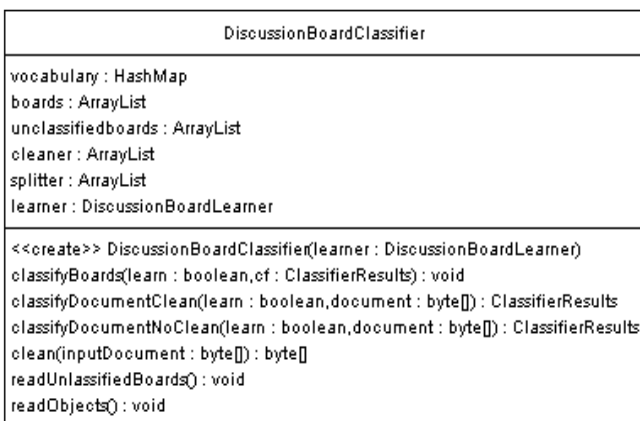 DiscussionBoardClassifier
vocabulary : HashMap
boards : ArrayList
unclassifiedboards : ArrayList
cleaner : ArrayList
splitter : ArrayList
learner : DiscussionBoardLearner
<<create>> DiscussionBoardClassifier(learner : DiscussionBoardLearner)
classifyBoards(learn : boolean,cf : ClassifierResults) : void
classifyDocumentClean(learn : boolean,document : byte[]) : ClassifierResults
classifyDocumentNoClean(learn : boolean,document : byte[]) : ClassifierResults
clean(inputDocument : byte[]) : byte[]
readUnlassifiedBoards() : void
readObjects() : void